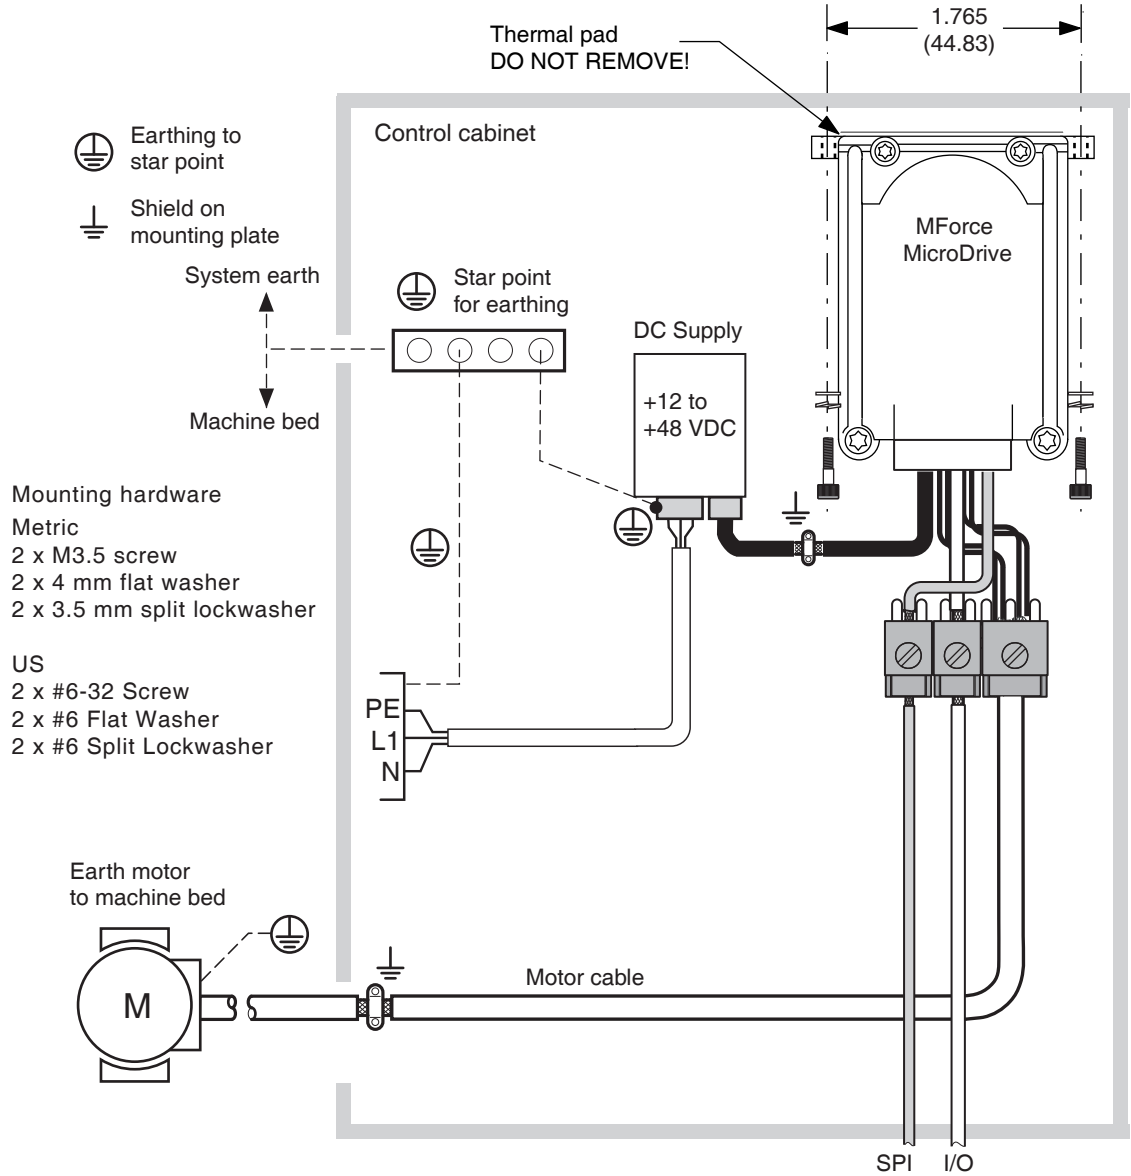 1.765
(44.83)
Thermal pad
DO NOT REMOVE!
Control cabinet
Earthing to
star point
Shield on
mounting plate
System earth
Machine bed
Star point
for earthing
DC Supply
+12 to
+48 VDC
MForce
MicroDrive
Mounting hardware
Metric
2 x M3.5 screw
2 x 4 mm flat washer
2 x 3.5 mm split lockwasher
US
2 x #6-32 Screw
2 x #6 Flat Washer
2 x #6 Split Lockwasher
PE
L1
N
Earth motor
to machine bed
M
Motor cable
SPI
I/O